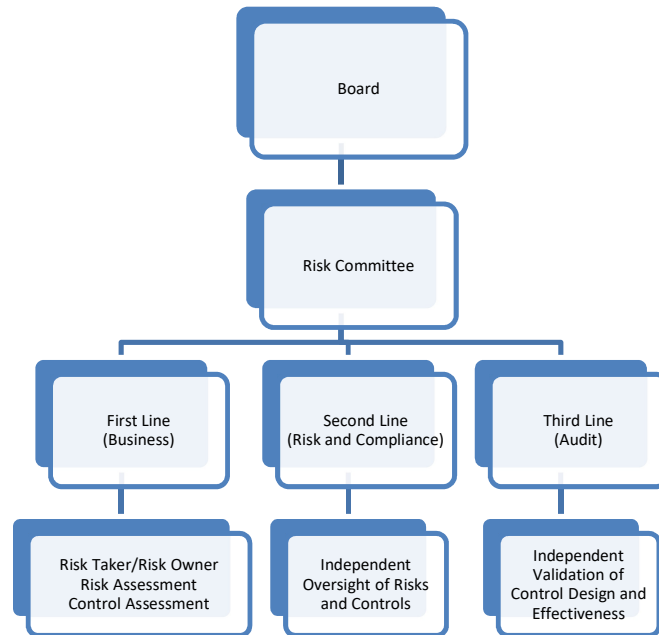 Board
Risk Committee
First Line
(Business)
Second Line
(Risk and Compliance)
Third Line
(Audit)
Risk Taker/Risk Owner
Risk Assessment
Control Assessment
Independent
Oversight of Risks
and Controls
Independent
Validation of
Control Design and
Effectiveness